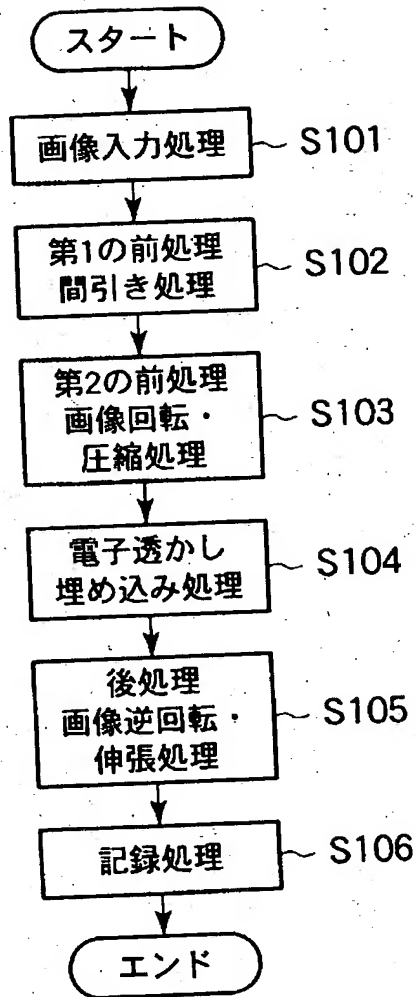 スタート
画像入力処理
S101
第1の前処理
間引き処理
S102
第2の前処理
画像回転・
圧縮処理
S103
電子透かし
埋め込み処理
S104
後処理
画像逆回転・
伸張処理
S105
記録処理
S106
エンド